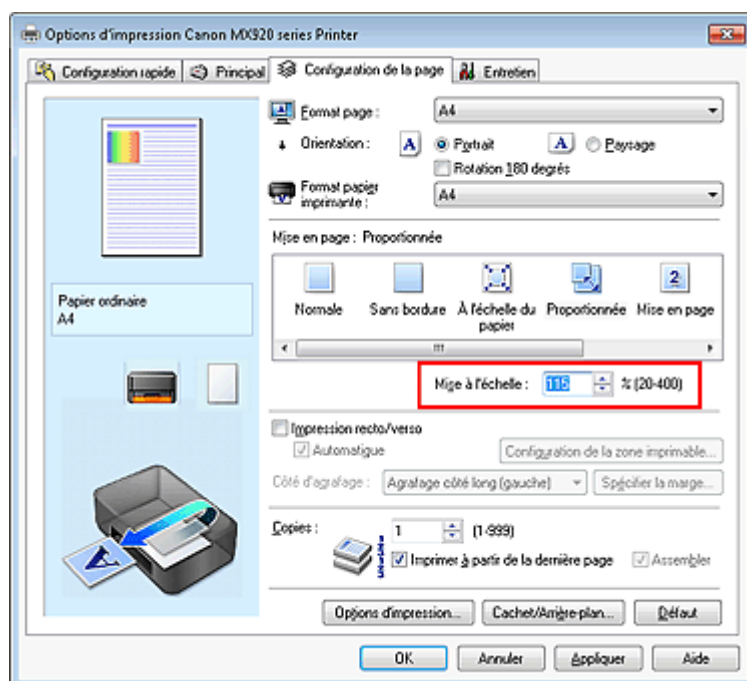 Options d'impression Canon MX920 series Printer
Configuration rapide Principal Configuration de la page Entretien
Format page : A4
Orientation : A Portrait A Paysage
Rotation 180 degrés
Format papier
imprimante : A4
Mise en page : Proportionnée
2
Normale Sans bordure À l'échelle du
papier Proportionnée Mise en page
Papier ordinaire
A4
Mise à l'échelle : 115 % (20-400)
Impression recto/verso
Automatique Configuration de la zone imprimable...
Côté d'agrafage : Agrafage côté long (gauche) Spécifier la marge...
Copies : 1 (1-999)
Imprimer à partir de la dernière page Assembler
Options d'impression... Cachet/Arrière-plan... Défaut
OK Annuler Appliquer Aide